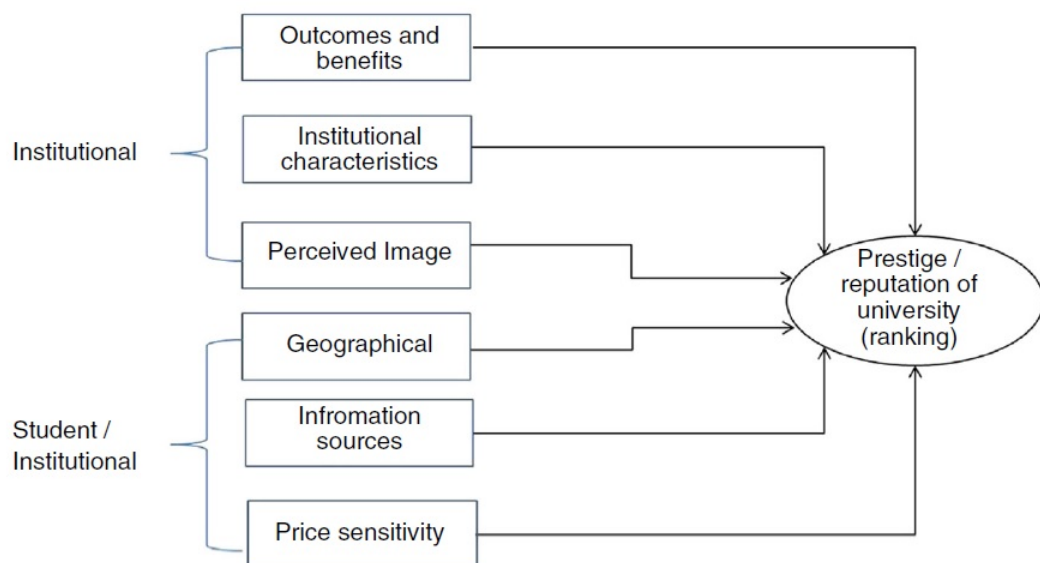 Outcomes and
benefits
Institutional
Institutional
characteristics
Perceived Image
Prestige /
reputation of
university
(ranking)
Geographical
Student /
Institutional
Infromation
sources
Price sensitivity